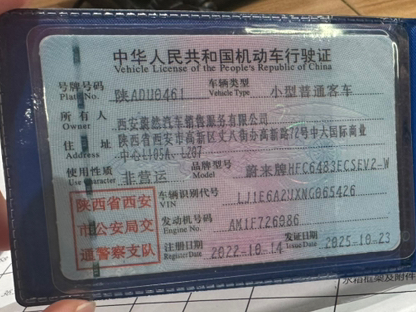 中华人民共和国机动车行驶证
Vehicle License of the People's Republic of China
号牌号码 陕ADU0461 车辆类型 小型普通客车
Plate No. Vehicle Type
所有人 西安蔚然汽车销售服务有限公司
Owner
住址 陕西省西安市高新区丈八街办高新路72号中大国际商业
Address 中心L105A、L207
使用性质 非营运 品牌型号 蔚来牌HFC6483ECSEV2-W
Use Character Model
陕西省西安
市公安局交
通警察支队
车辆识别代号
VIN
发动机号码 AM1F726086
Engine No.
注册日期 2022-10-14 发证日期 2025-10-23
Register Date Issue Date